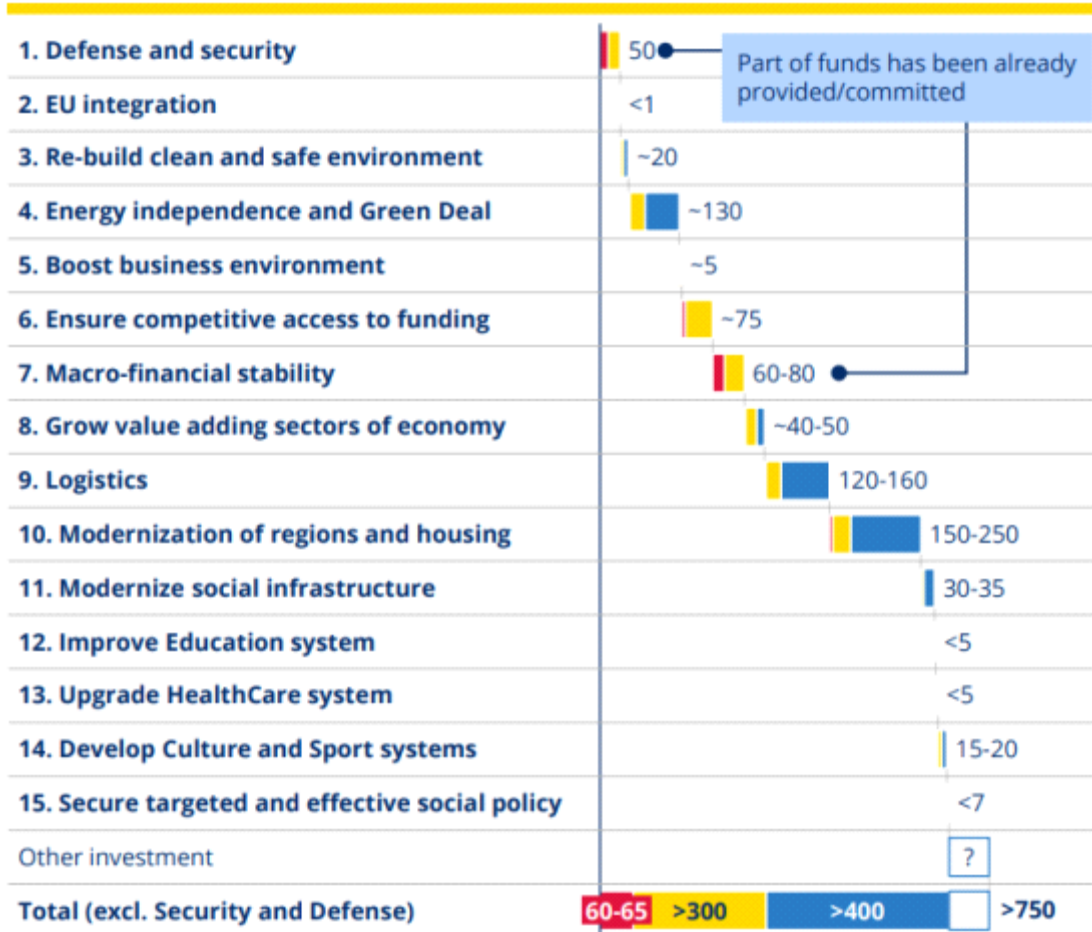 1. Defense and security 50
Part of funds has been already
provided/committed
2. EU integration <1
3. Re-build clean and safe environment ~20
4. Energy independence and Green Deal ~130
5. Boost business environment ~5
6. Ensure competitive access to funding ~75
7. Macro-financial stability 60-80
8. Grow value adding sectors of economy ~40-50
9. Logistics 120-160
10. Modernization of regions and housing 150-250
11. Modernize social infrastructure 30-35
12. Improve Education system <5
13. Upgrade HealthCare system <5
14. Develop Culture and Sport systems 15-20
15. Secure targeted and effective social policy <7
Other investment ?
Total (excl. Security and Defense) 60-65 >300 >400 >750